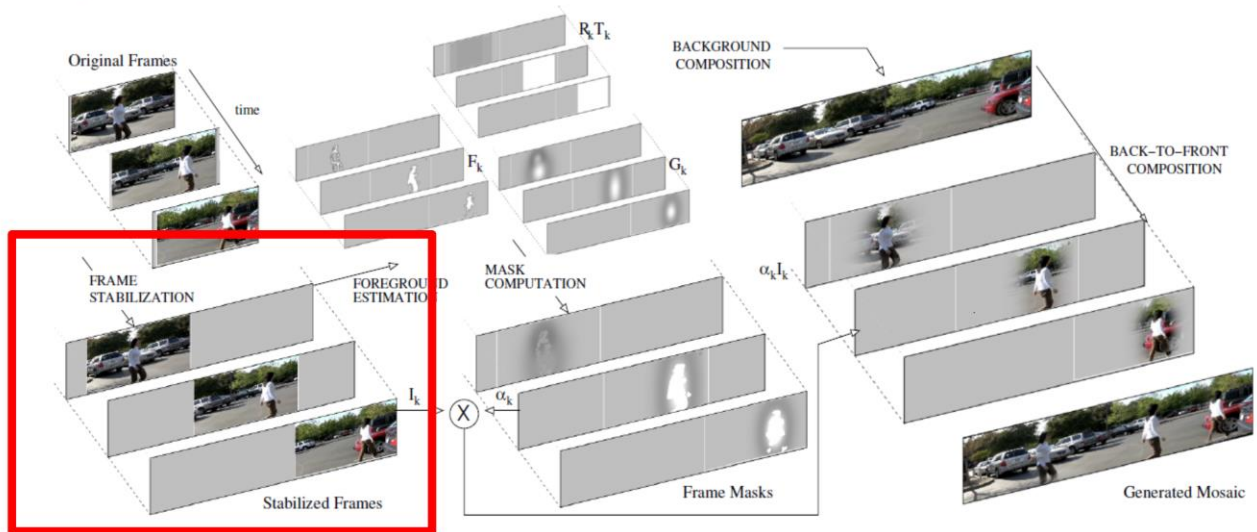 Original Frames
time
R_kT_k
F_k
G_k
BACKGROUND
COMPOSITION
BACK-TO-FRONT
COMPOSITION
FRAME
STABILIZATION
FOREGROUND
ESTIMATION
MASK
COMPUTATION
α_kI_k
I_k
X
α_k
Stabilized Frames
Frame Masks
Generated Mosaic